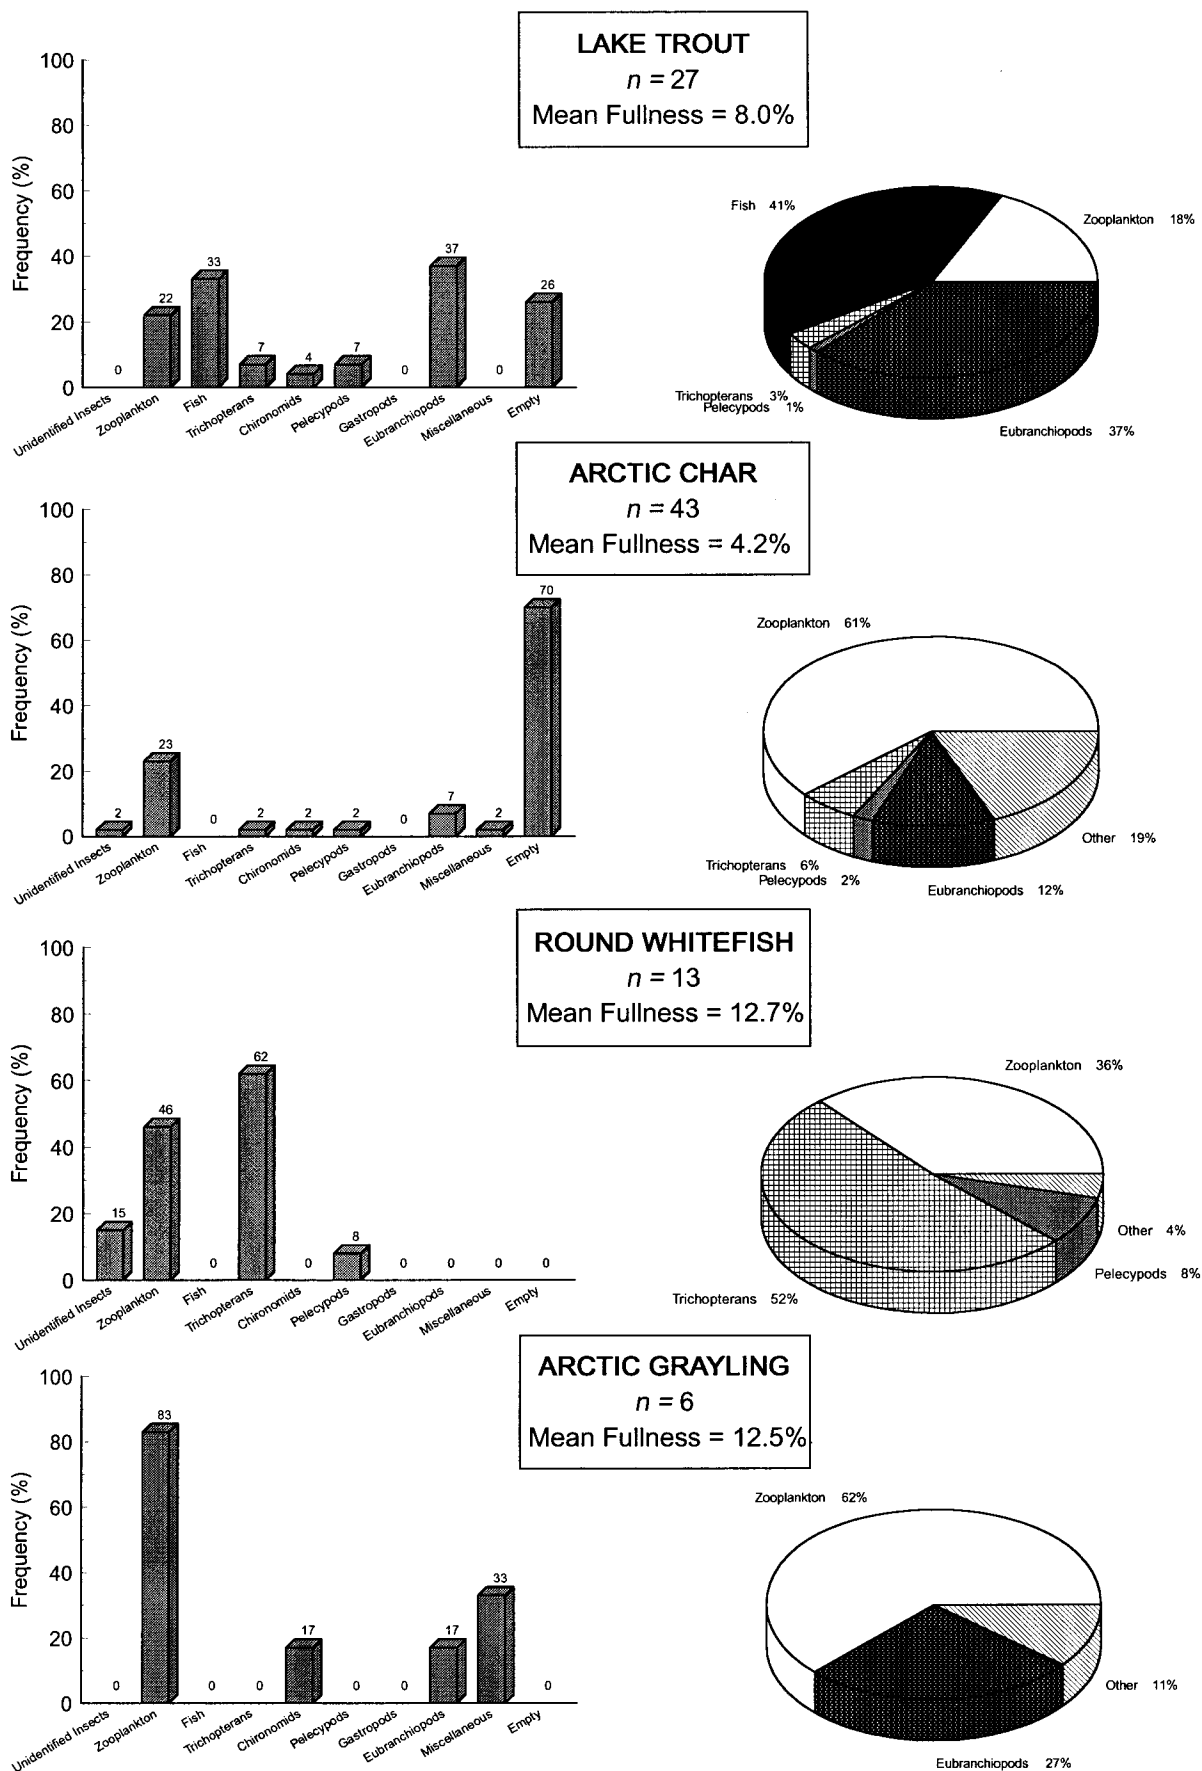 LAKE TROUT
n = 27
Mean Fullness = 8.0%
Frequency (%)
100
80
60
40
20
0
0
22
33
7
4
7
0
37
0
26
Unidentified Insects
Zooplankton
Fish
Trichopterans
Chironomids
Pelecypods
Gastropods
Eubranchiopods
Miscellaneous
Empty
Fish 41%
Zooplankton 18%
Trichopterans 3%
Pelecypods 1%
Eubranchiopods 37%
ARCTIC CHAR
n = 43
Mean Fullness = 4.2%
Frequency (%)
100
80
60
40
20
0
2
23
0
2
2
2
0
7
2
70
Unidentified Insects
Zooplankton
Fish
Trichopterans
Chironomids
Pelecypods
Gastropods
Eubranchiopods
Miscellaneous
Empty
Zooplankton 61%
Other 19%
Trichopterans 6%
Pelecypods 2%
Eubranchiopods 12%
ROUND WHITEFISH
n = 13
Mean Fullness = 12.7%
Frequency (%)
100
80
60
40
20
0
15
46
0
62
0
8
0
0
0
0
Unidentified Insects
Zooplankton
Fish
Trichopterans
Chironomids
Pelecypods
Gastropods
Eubranchiopods
Miscellaneous
Empty
Zooplankton 36%
Other 4%
Pelecypods 8%
Trichopterans 52%
ARCTIC GRAYLING
n = 6
Mean Fullness = 12.5%
Frequency (%)
100
80
60
40
20
0
0
83
0
0
17
0
0
17
33
0
Unidentified Insects
Zooplankton
Fish
Trichopterans
Chironomids
Pelecypods
Gastropods
Eubranchiopods
Miscellaneous
Empty
Zooplankton 62%
Other 11%
Eubranchiopods 27%